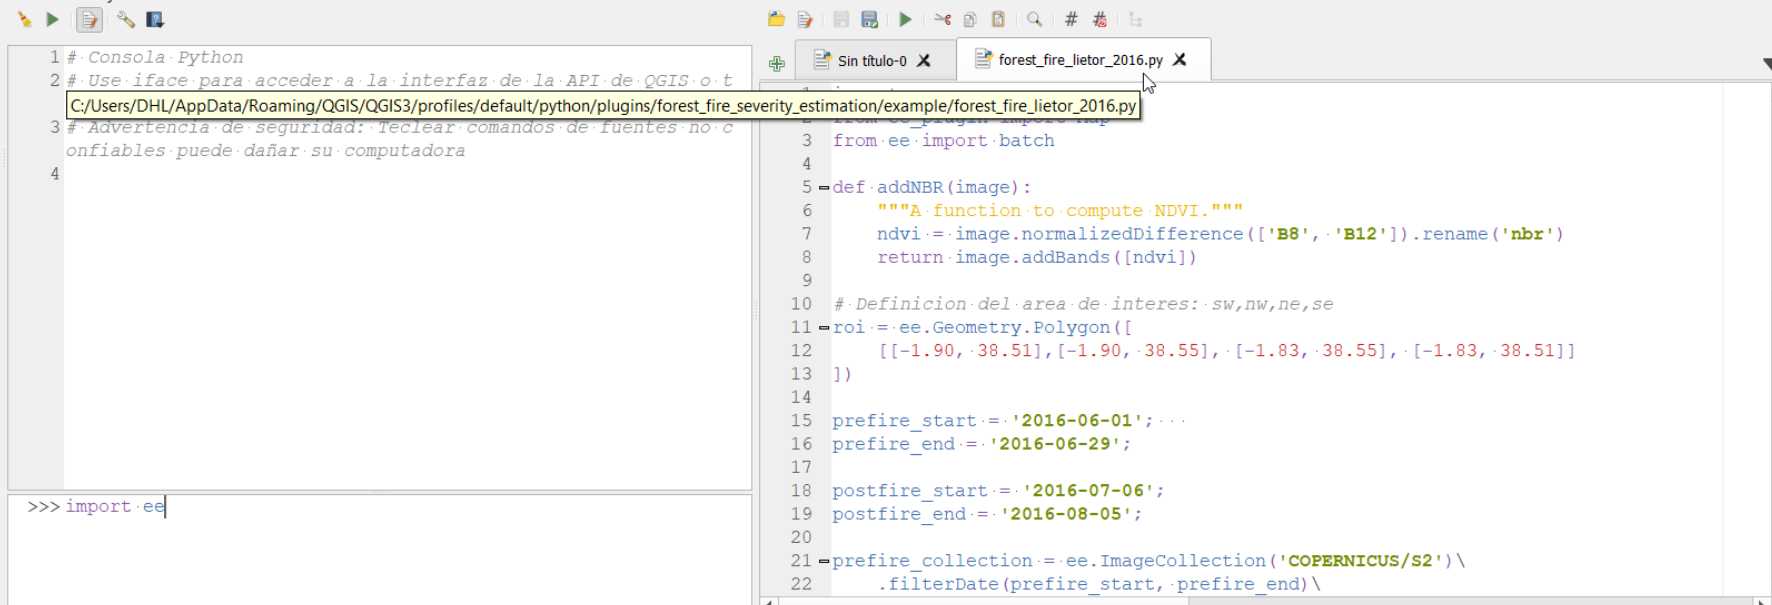 1 # Consola Python
2 # Use iface para acceder a la interfaz de la API de QGIS o t
C:/Users/DHL/AppData/Roaming/QGIS/QGIS3/profiles/default/python/plugins/forest_fire_severity_estimation/example/forest_fire_lietor_2016.py
3 # Advertencia de seguridad: Teclear comandos de fuentes no c
onfiables puede dañar su computadora
4
>>> import ee
Sin título-0
forest_fire_lietor_2016.py
2 from ee_plugin import Map
3 from ee import batch
4
5 def addNBR(image):
6 """A function to compute NDVI."""
7 ndvi = image.normalizedDifference(['B8', 'B12']).rename('nbr')
8 return image.addBands([ndvi])
9
10 # Definicion del area de interes: sw,nw,ne,se
11 roi = ee.Geometry.Polygon([
12 [[-1.90, 38.51],[-1.90, 38.55], [-1.83, 38.55], [-1.83, 38.51]]
13 ])
14
15 prefire_start = '2016-06-01';
16 prefire_end = '2016-06-29';
17
18 postfire_start = '2016-07-06';
19 postfire_end = '2016-08-05';
20
21 prefire_collection = ee.ImageCollection('COPERNICUS/S2')\
22 .filterDate(prefire_start, prefire_end)\